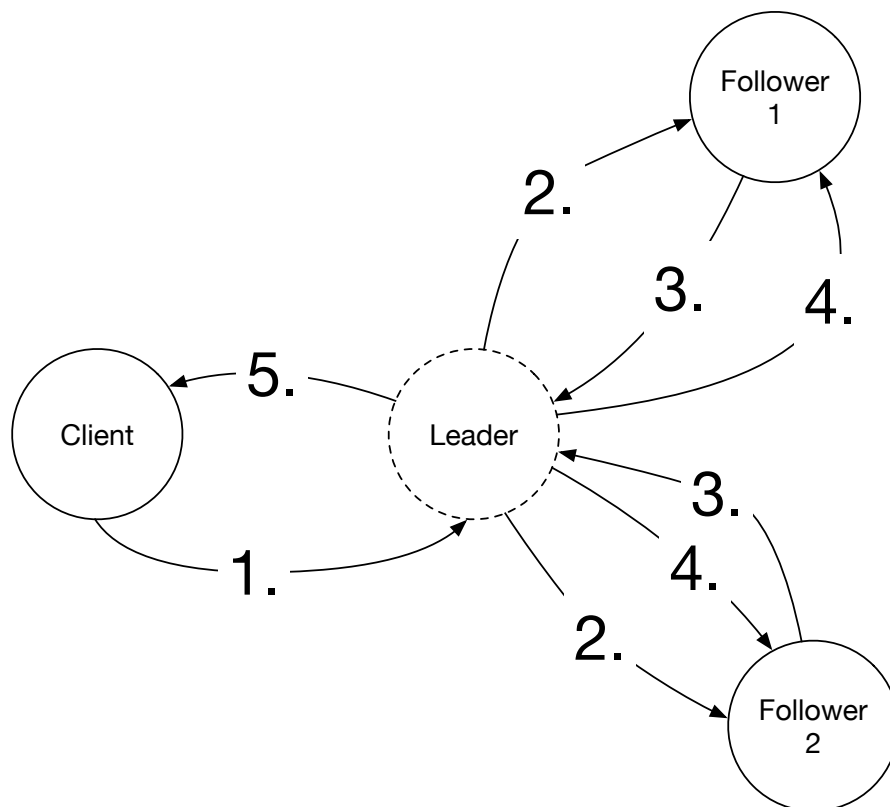 Follower
1
2.
3.
4.
5.
Client
Leader
3.
1.
4.
2.
Follower
2